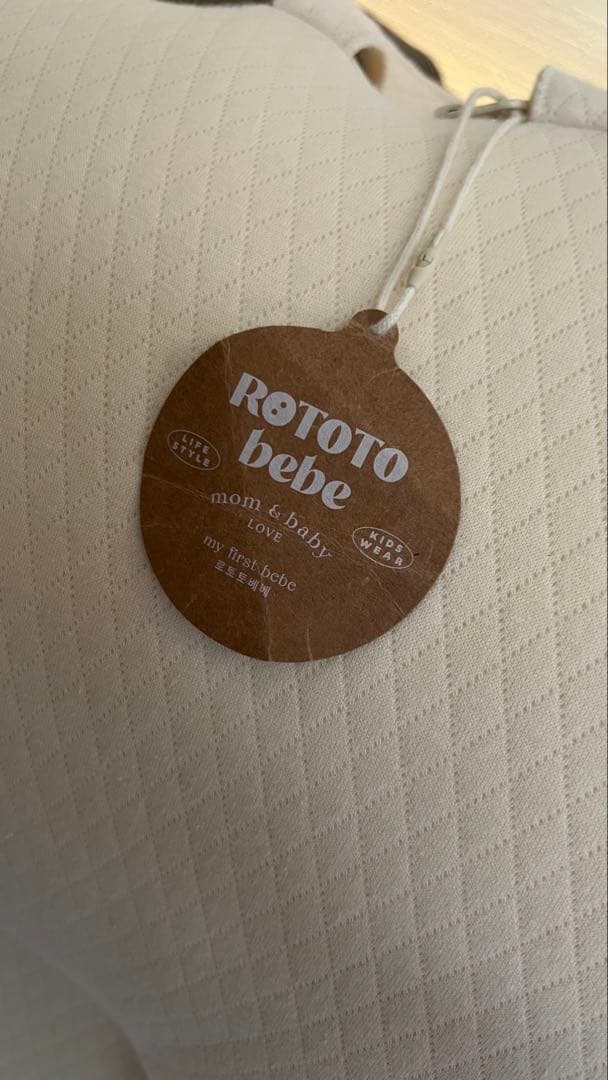 ROTOTO
bebe
LIFE
STYLE
mom & baby
LOVE
KIDS
WEAR
my first bebe
로토토베베